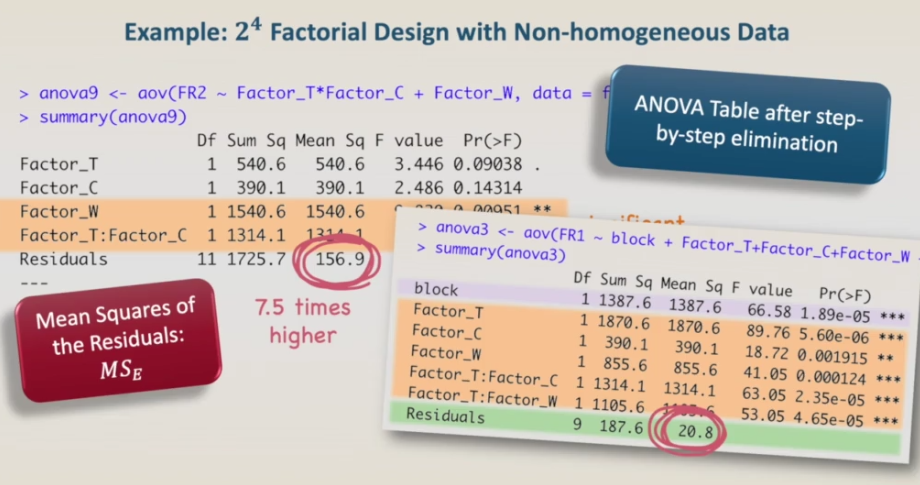 Example: 2⁴ Factorial Design with Non-homogeneous Data
> anova9 <- aov(FR2 ~ Factor_T*Factor_C + Factor_W, data = f
> summary(anova9)
Df Sum Sq Mean Sq F value Pr(>F)
Factor_T 1 540.6 540.6 3.446 0.09038 .
Factor_C 1 390.1 390.1 2.486 0.14314
Factor_W 1 1540.6 1540.6 0.00951 **
Factor_T:Factor_C 1 1314.1 1314.1
Residuals 11 1725.7 156.9
---
ANOVA Table after step-
by-step elimination
significant
7.5 times
higher
Mean Squares of
the Residuals:
MS_E
> anova3 <- aov(FR1 ~ block + Factor_T+Factor_C+Factor_W
> summary(anova3)
Df Sum Sq Mean Sq F value Pr(>F)
block 1 1387.6 1387.6 66.58 1.89e-05 ***
Factor_T 1 1870.6 1870.6 89.76 5.60e-06 ***
Factor_C 1 390.1 390.1 18.72 0.001915 **
Factor_W 1 855.6 855.6 41.05 0.000124 ***
Factor_T:Factor_C 1 1314.1 1314.1 63.05 2.35e-05 ***
Factor_T:Factor_W 1 1105.6 1105.6 53.05 4.65e-05 ***
Residuals 9 187.6 20.8